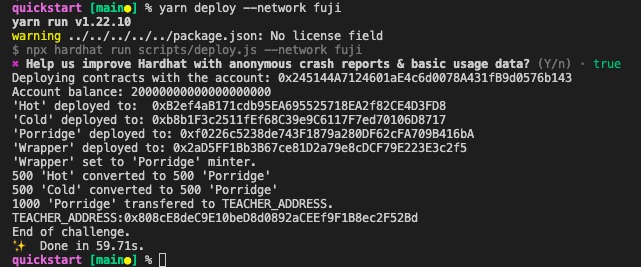 quickstart [main●] % yarn deploy --network fuji
yarn run v1.22.10
warning ../../../../../package.json: No license field
$ npx hardhat run scripts/deploy.js --network fuji
✖ Help us improve Hardhat with anonymous crash reports & basic usage data? (Y/n) · true
Deploying contracts with the account: 0x245144A7124601aE4c6d0078A431fB9d0576b143
Account balance: 20000000000000000000
'Hot' deployed to:  0xB2ef4aB171cdb95EA695525718EA2f82CE4D3FD8
'Cold' deployed to: 0xb8b1F3c2511fEf68C39e9C6117F7ed70106D8717
'Porridge' deployed to: 0xf0226c5238de743F1879a280DF62cFA709B416bA
'Wrapper' deployed to: 0x2aD5FF1Bb3B67ce81D2a79e8dCFF79E223E3c2f5
'Wrapper' set to 'Porridge' minter.
500 'Hot' converted to 500 'Porridge'
500 'Cold' converted to 500 'Porridge'
1000 'Porridge' transfered to TEACHER_ADDRESS.
TEACHER_ADDRESS:0x808cE8deC9E10beD8d0892aCEEf9F1B8ec2F52Bd
End of challenge.
✨  Done in 59.71s.
quickstart [main●] %